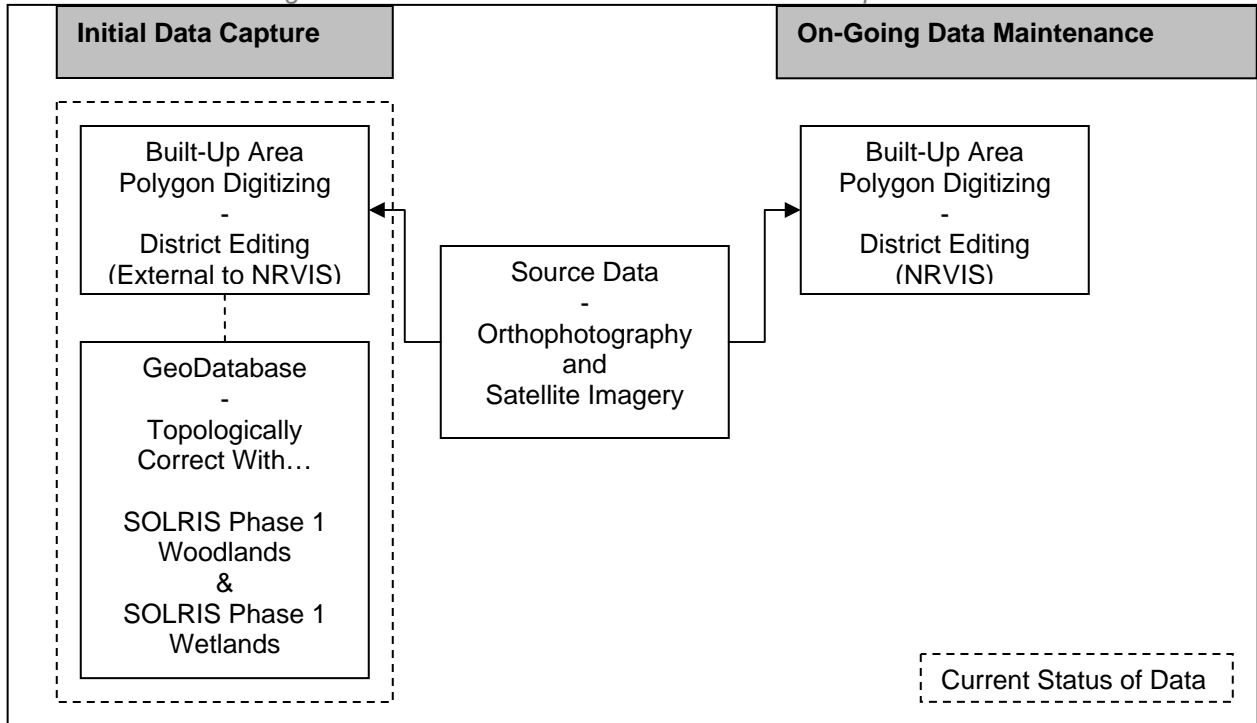 Initial Data Capture
On-Going Data Maintenance
Built-Up Area
Polygon Digitizing
-
District Editing
(External to NRVIS)
GeoDatabase
-
Topologically
Correct With…
SOLRIS Phase 1
Woodlands
&
SOLRIS Phase 1
Wetlands
Source Data
-
Orthophotography
and
Satellite Imagery
Built-Up Area
Polygon Digitizing
-
District Editing
(NRVIS)
Current Status of Data